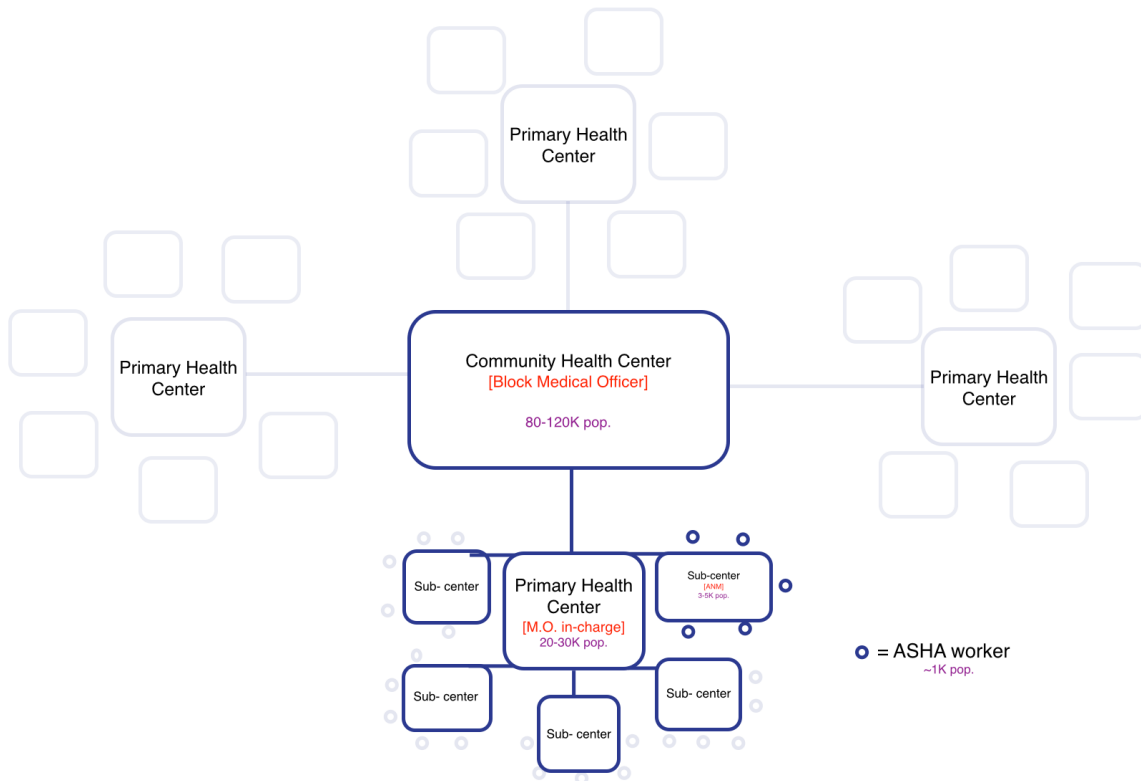 Primary Health
Center
Primary Health
Center
Community Health Center
[Block Medical Officer]
80-120K pop.
Primary Health
Center
Sub- center
Primary Health
Center
[M.O. in-charge]
20-30K pop.
Sub-center
[ANM]
3-5K pop.
= ASHA worker
~1K pop.
Sub- center
Sub- center
Sub- center